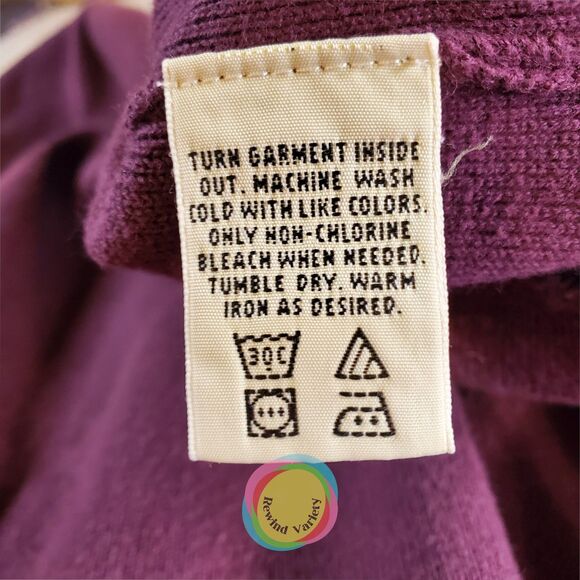 TURN GARMENT INSIDE
OUT. MACHINE WASH
COLD WITH LIKE COLORS.
ONLY NON-CHLORINE
BLEACH WHEN NEEDED.
TUMBLE DRY. WARM
IRON AS DESIRED.
30C
Rewind Variety